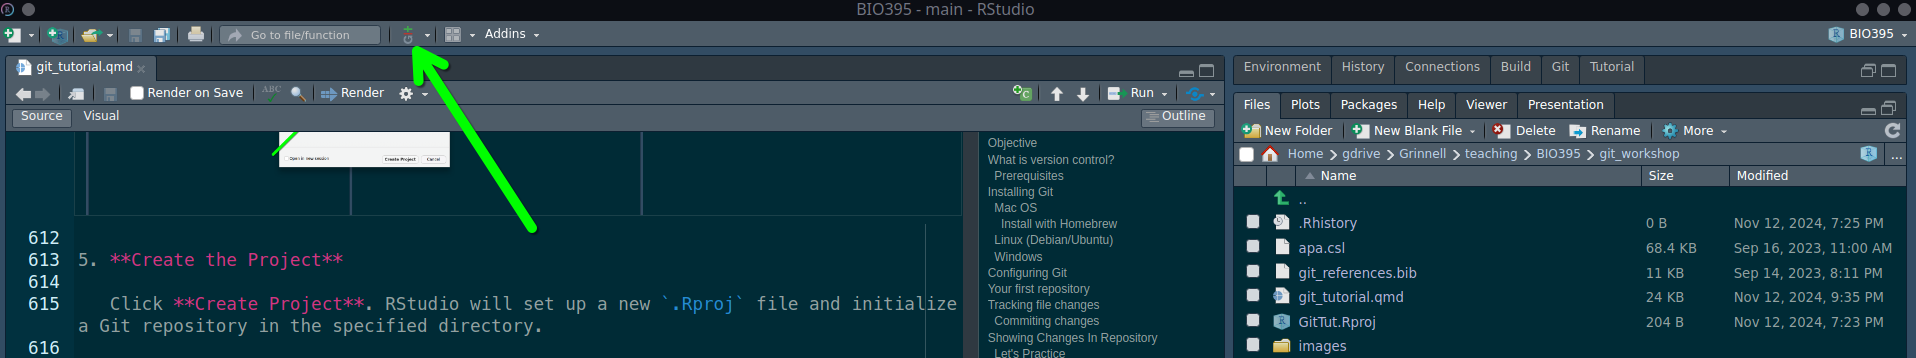 BIO395 - main - RStudio
Go to file/function
Addins
BIO395
git_tutorial.qmd
Render on Save
ABC
Render
Run
Source
Visual
Outline
Open in new session
Create Project
Cancel
612
613 5. **Create the Project**
614
615 Click **Create Project**. RStudio will set up a new `.Rproj` file and initialize
a Git repository in the specified directory.
616
Objective
What is version control?
Prerequisites
Installing Git
Mac OS
Install with Homebrew
Linux (Debian/Ubuntu)
Windows
Configuring Git
Your first repository
Tracking file changes
Commiting changes
Showing Changes In Repository
Let's Practice
Environment History Connections Build Git Tutorial
Files Plots Packages Help Viewer Presentation
New Folder New Blank File Delete Rename More
Home gdrive Grinnell teaching BIO395 git_workshop ...
Name Size Modified
..
.Rhistory 0 B Nov 12, 2024, 7:25 PM
apa.csl 68.4 KB Sep 16, 2023, 11:00 AM
git_references.bib 11 KB Sep 14, 2023, 8:11 PM
git_tutorial.qmd 24 KB Nov 12, 2024, 9:35 PM
GitTut.Rproj 204 B Nov 12, 2024, 7:23 PM
images